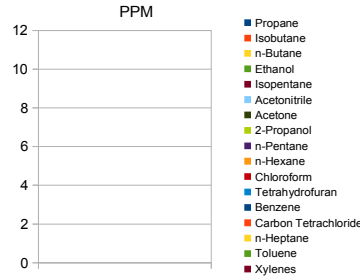 PPM
12
10
8
6
4
2
0
Propane
Isobutane
n-Butane
Ethanol
Isopentane
Acetonitrile
Acetone
2-Propanol
n-Pentane
n-Hexane
Chloroform
Tetrahydrofuran
Benzene
Carbon Tetrachloride
n-Heptane
Toluene
Xylenes